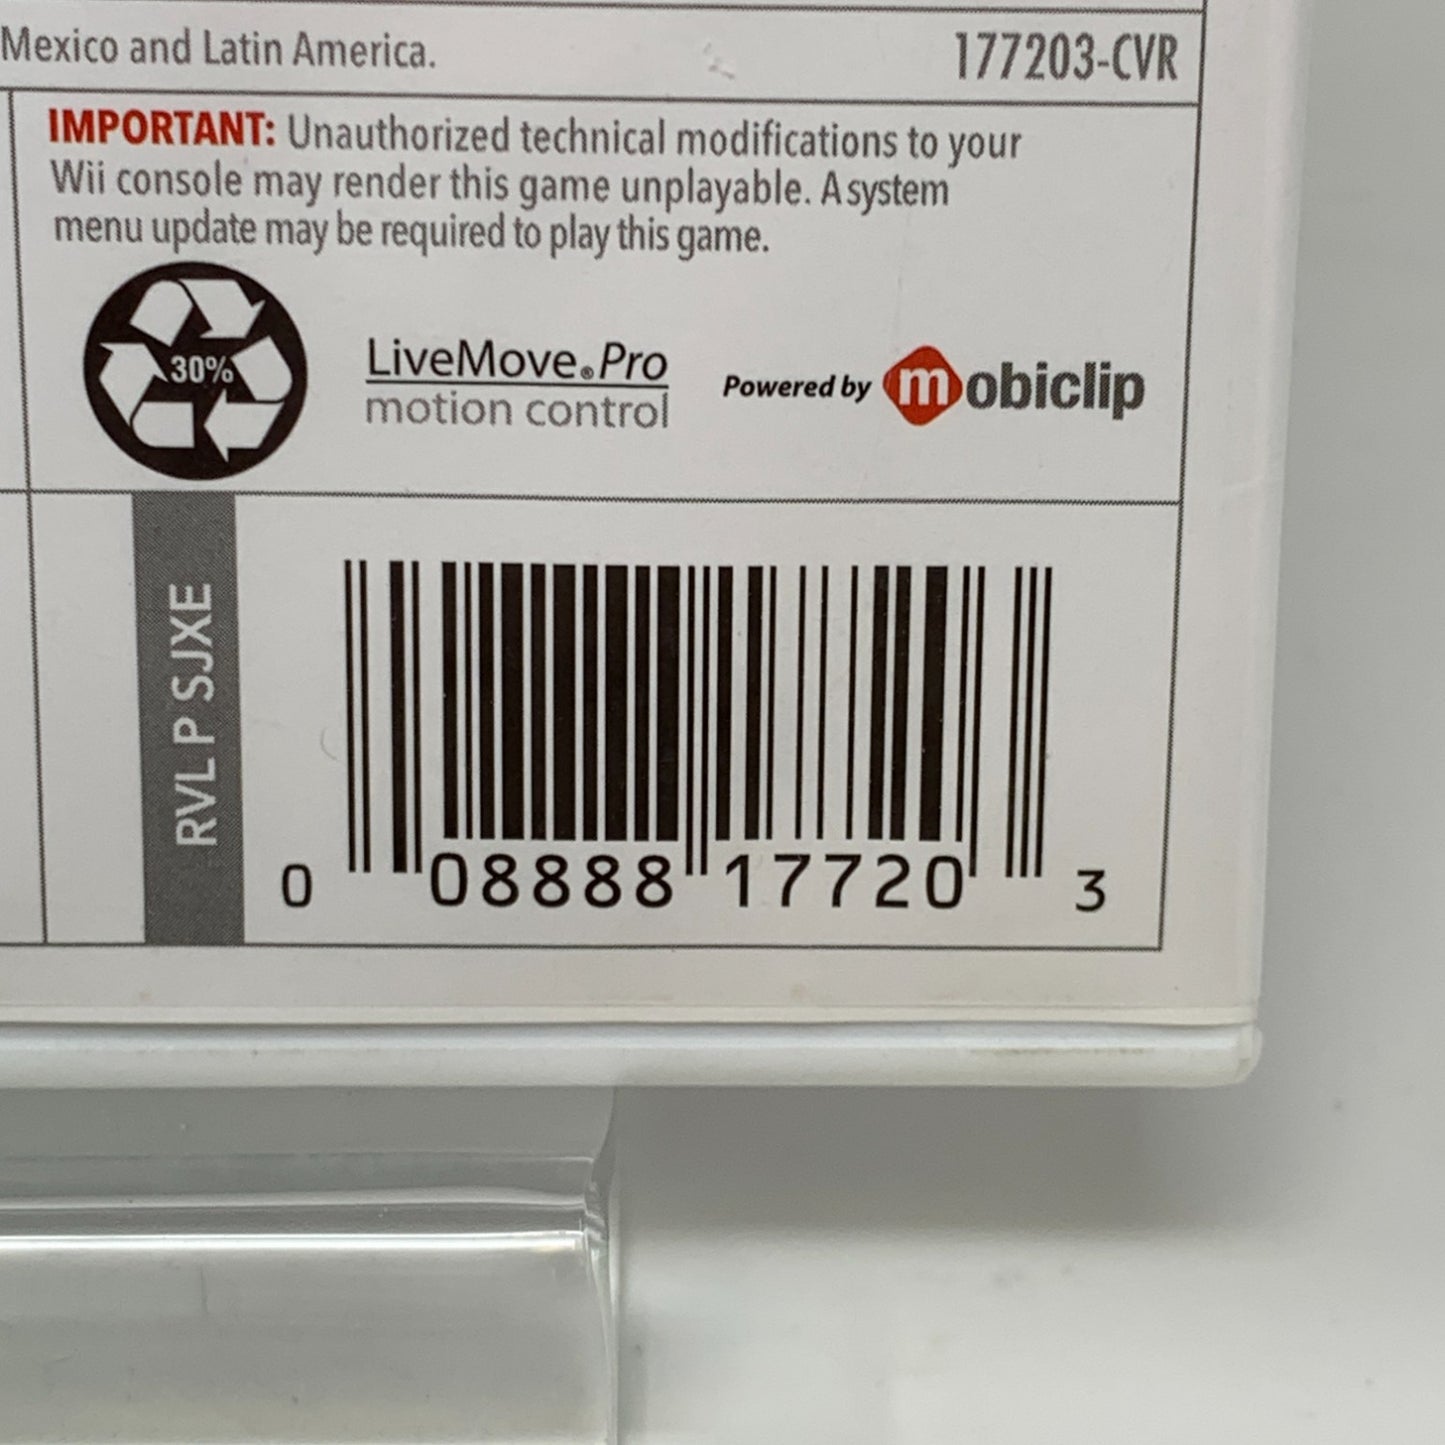 Mexico and Latin America.
177203-CVR
IMPORTANT: Unauthorized technical modifications to your
Wii console may render this game unplayable. A system
menu update may be required to play this game.
30%
LiveMove® Pro
motion control
Powered by mobiclip
RVL P SJXE
0 08888 17720 3